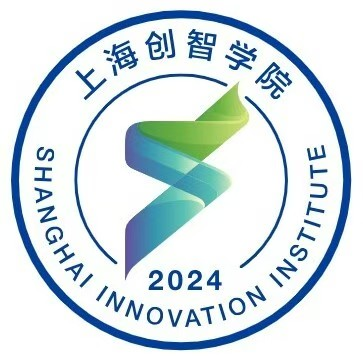 上海创智学院
2024
SHANGHAI INNOVATION INSTITUTE